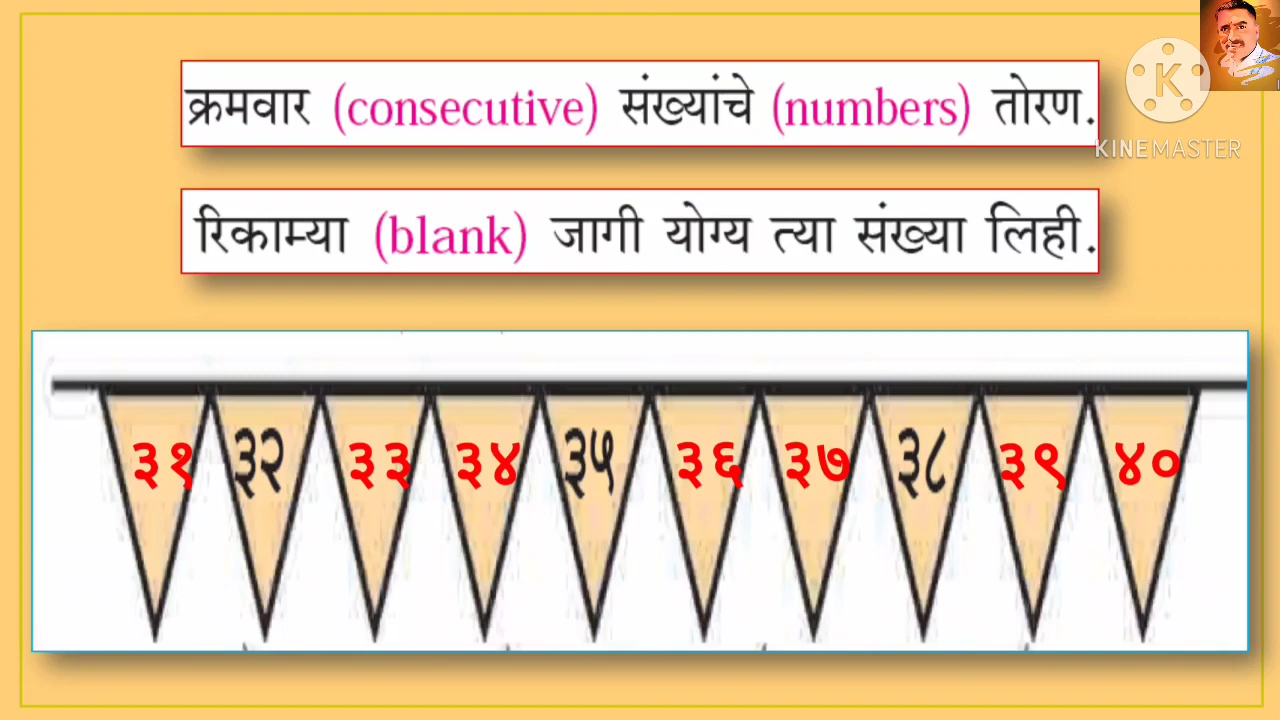 क्रमवार (consecutive) संख्यांचे (numbers) तोरण.
K
KINEMASTER
रिकाम्या (blank) जागी योग्य त्या संख्या लिही.
३१ ३२ ३३ ३४ ३५ ३६ ३७ ३८ ३९ ४०